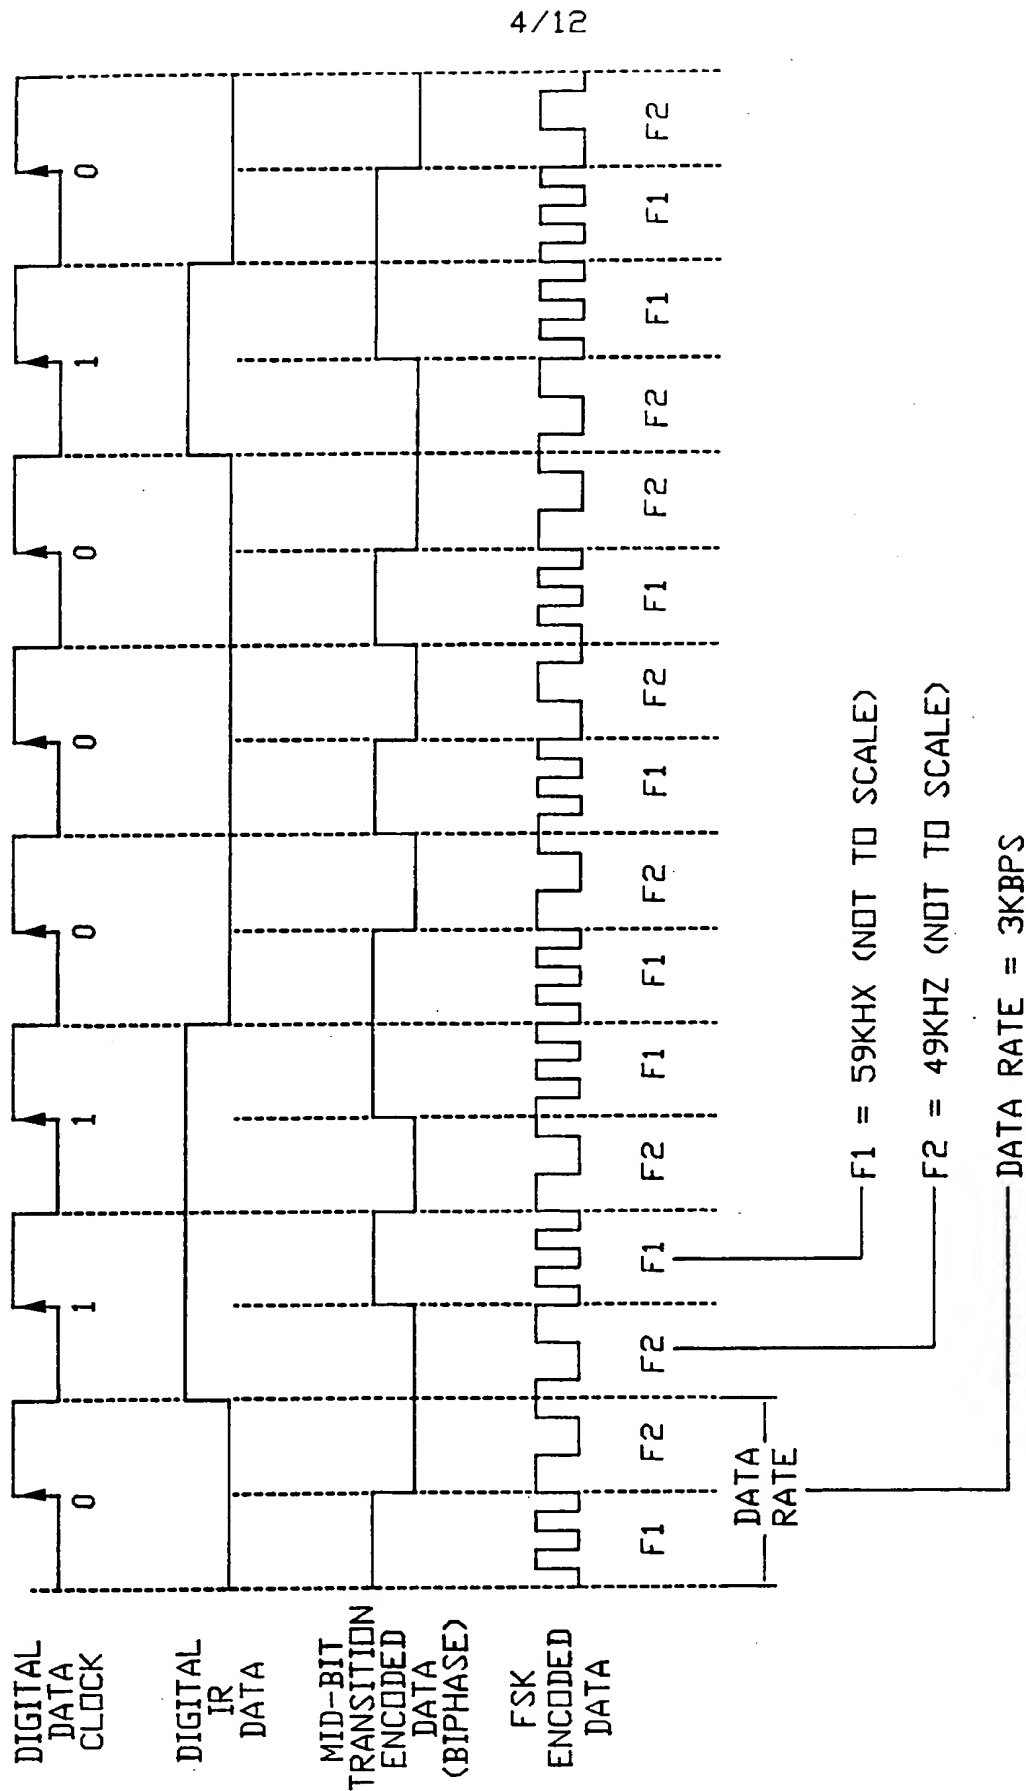 4/12
DIGITAL
DATA
CLOCK
0 1 1 0 0 0 1 0
DIGITAL
IR
DATA
MID-BIT
TRANSITION
ENCODED
DATA
(BIPHASE)
FSK
ENCODED
DATA
F1 F2 F2 F1 F2 F1 F1 F2 F1 F2 F1 F2 F2 F1 F1 F2
DATA
RATE
F1 = 59KHX (NOT TO SCALE)
F2 = 49KHZ (NOT TO SCALE)
DATA RATE = 3KBPS